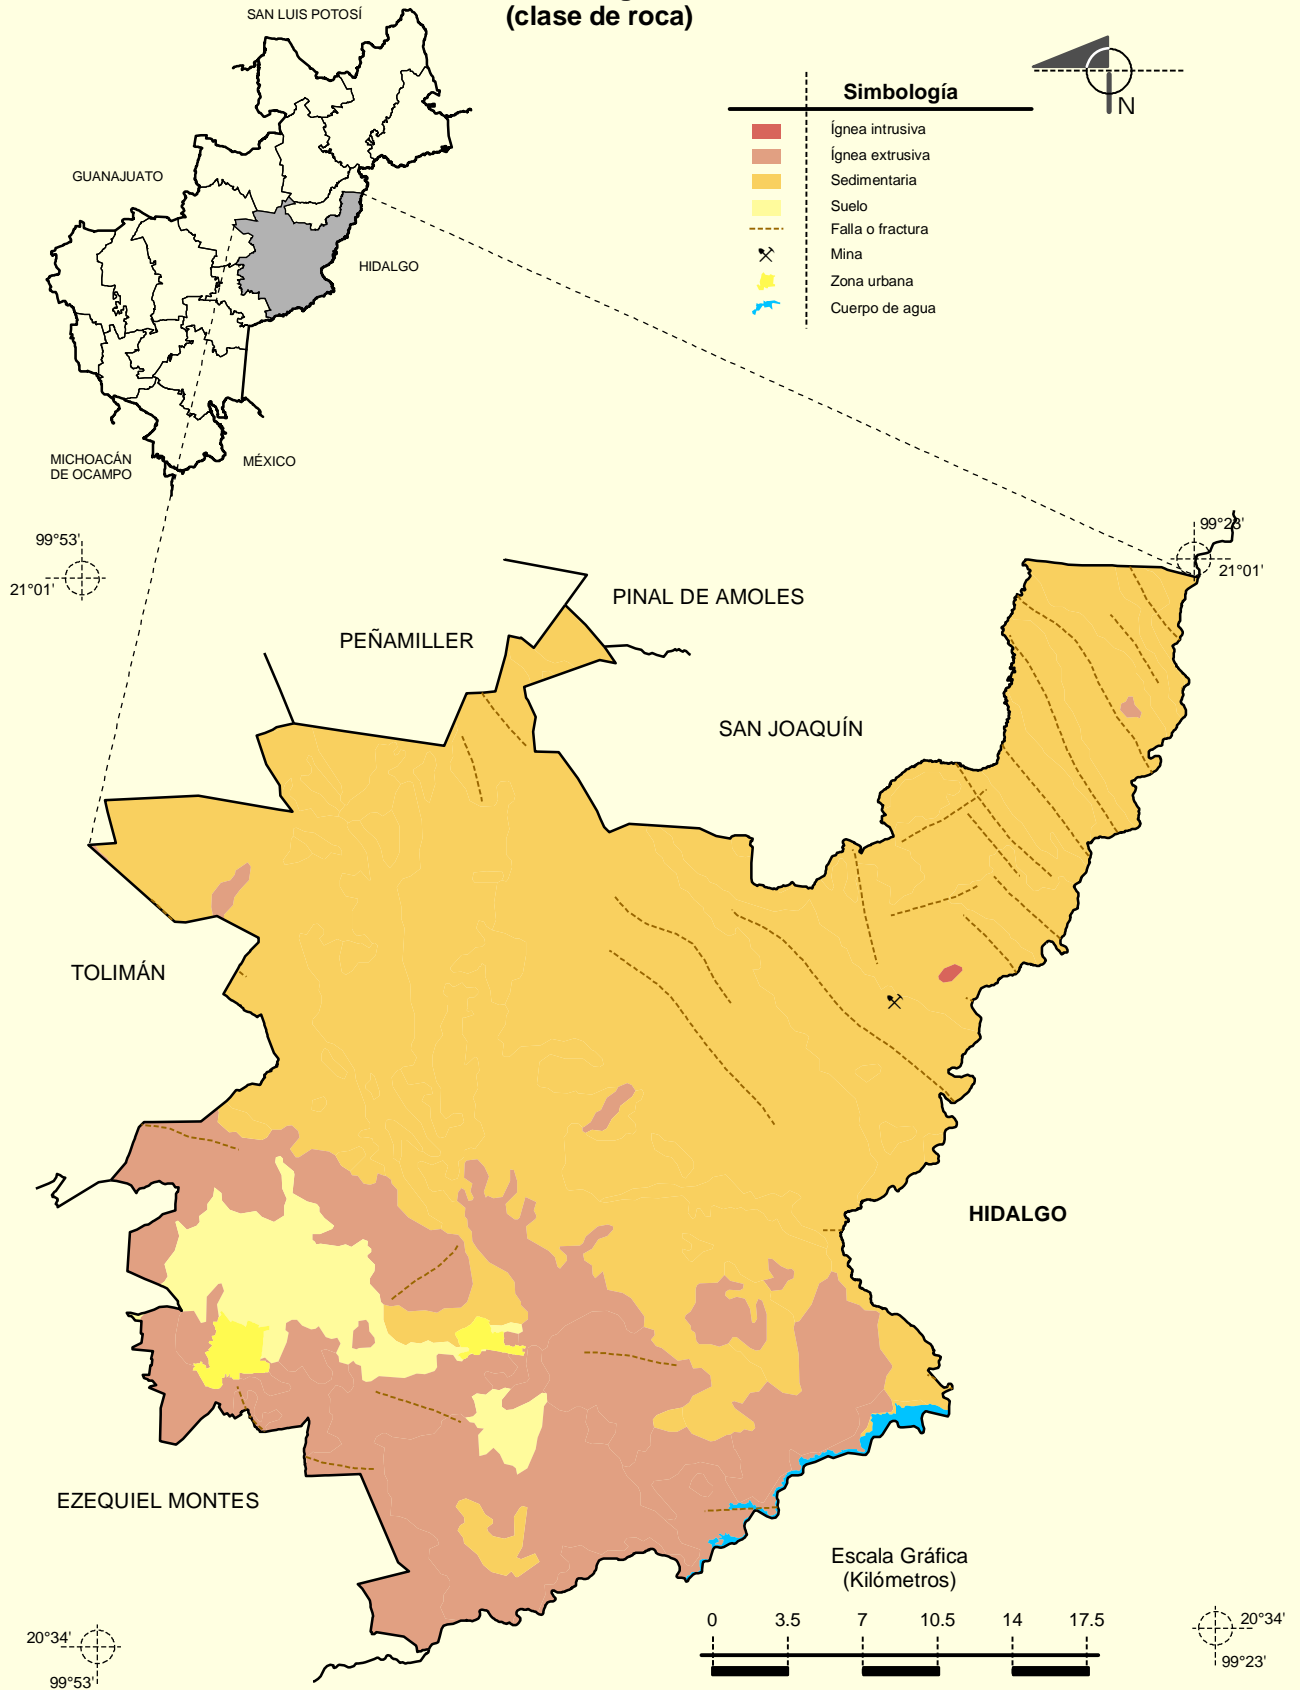 (clase de roca)
SAN LUIS POTOSÍ
GUANAJUATO
HIDALGO
MICHOACÁN
DE OCAMPO
MÉXICO
N
Simbología
Ígnea intrusiva
Ígnea extrusiva
Sedimentaria
Suelo
Falla o fractura
Mina
Zona urbana
Cuerpo de agua
99°53'
21°01'
99°23'
21°01'
PINAL DE AMOLES
PEÑAMILLER
SAN JOAQUÍN
TOLIMÁN
HIDALGO
EZEQUIEL MONTES
Escala Gráfica
(Kilómetros)
0 3.5 7 10.5 14 17.5
20°34'
99°53'
20°34'
99°23'